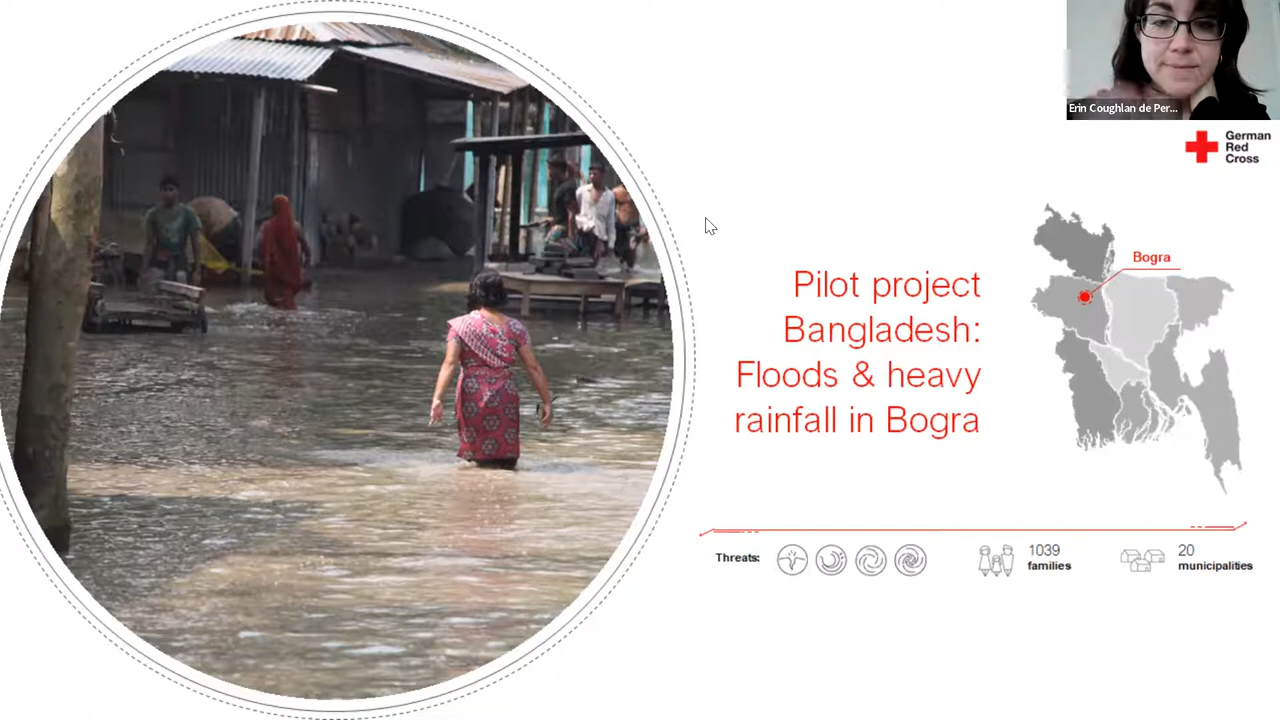 Erin Coughlan de Per...
German
Red
Cross
Bogra
Pilot project
Bangladesh:
Floods & heavy
rainfall in Bogra
Threats:
1039
families
20
municipalities